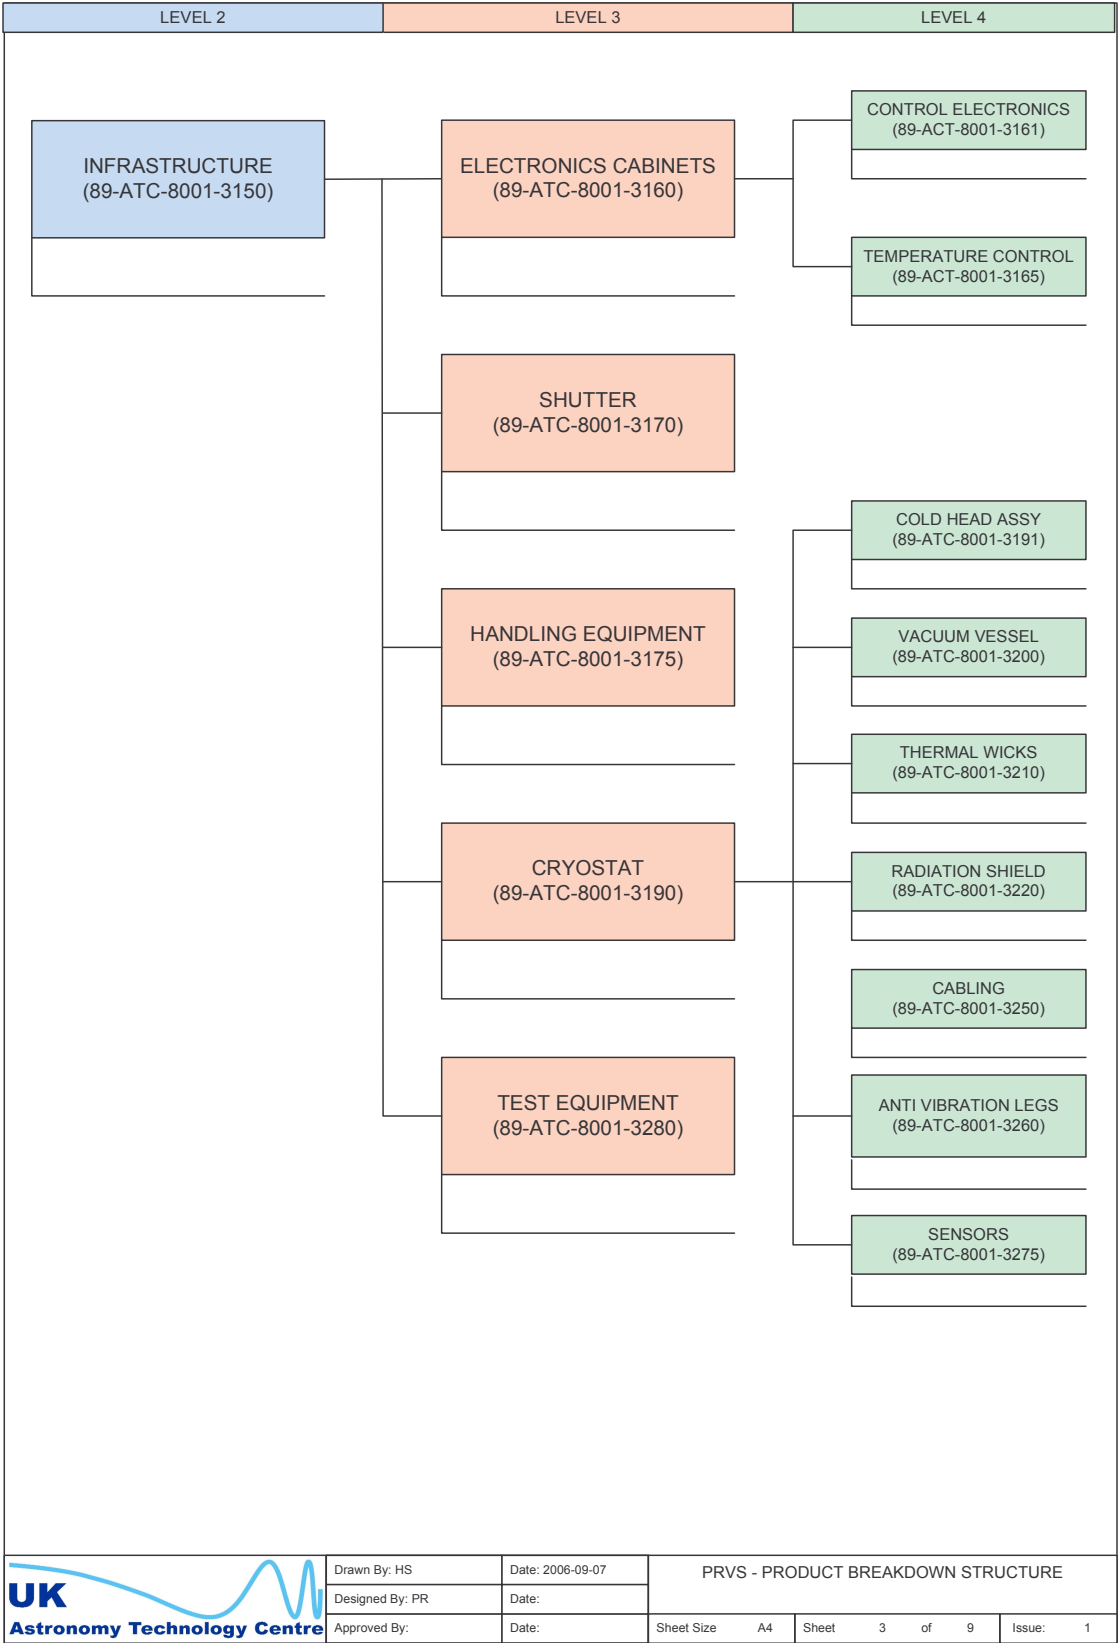 LEVEL 2
LEVEL 3
LEVEL 4
INFRASTRUCTURE
(89-ATC-8001-3150)
ELECTRONICS CABINETS
(89-ATC-8001-3160)
CONTROL ELECTRONICS
(89-ACT-8001-3161)
TEMPERATURE CONTROL
(89-ACT-8001-3165)
SHUTTER
(89-ATC-8001-3170)
HANDLING EQUIPMENT
(89-ATC-8001-3175)
CRYOSTAT
(89-ATC-8001-3190)
COLD HEAD ASSY
(89-ATC-8001-3191)
VACUUM VESSEL
(89-ATC-8001-3200)
THERMAL WICKS
(89-ATC-8001-3210)
RADIATION SHIELD
(89-ATC-8001-3220)
CABLING
(89-ATC-8001-3250)
ANTI VIBRATION LEGS
(89-ATC-8001-3260)
SENSORS
(89-ATC-8001-3275)
TEST EQUIPMENT
(89-ATC-8001-3280)
UK
Astronomy Technology Centre
Drawn By: HS
Date: 2006-09-07
Designed By: PR
Date:
Approved By:
Date:
PRVS - PRODUCT BREAKDOWN STRUCTURE
Sheet Size A4 Sheet 3 of 9 Issue: 1